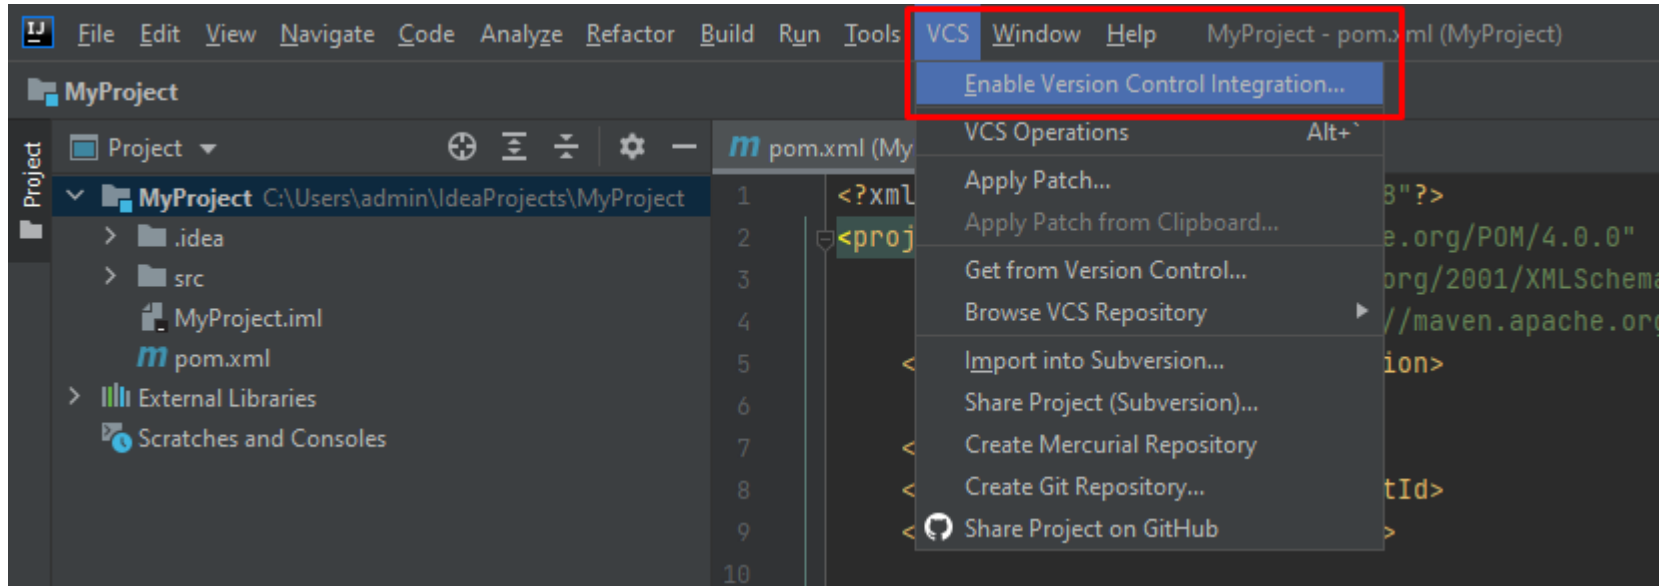 IJ
File Edit View Navigate Code Analyze Refactor Build Run Tools VCS Window Help MyProject - pom.xml (MyProject)
MyProject
Project
Project
MyProject C:\Users\admin\IdeaProjects\MyProject
.idea
src
MyProject.iml
m pom.xml
External Libraries
Scratches and Consoles
m pom.xml (My
Enable Version Control Integration...
VCS Operations Alt+`
Apply Patch...
Apply Patch from Clipboard...
Get from Version Control...
Browse VCS Repository
Import into Subversion...
Share Project (Subversion)...
Create Mercurial Repository
Create Git Repository...
Share Project on GitHub
1 <?xml 8"?>
2 <proj e.org/POM/4.0.0"
3 org/2001/XMLSchema
4 //maven.apache.org
5 < ion>
6
7 <
8 < tId>
9 < >
10